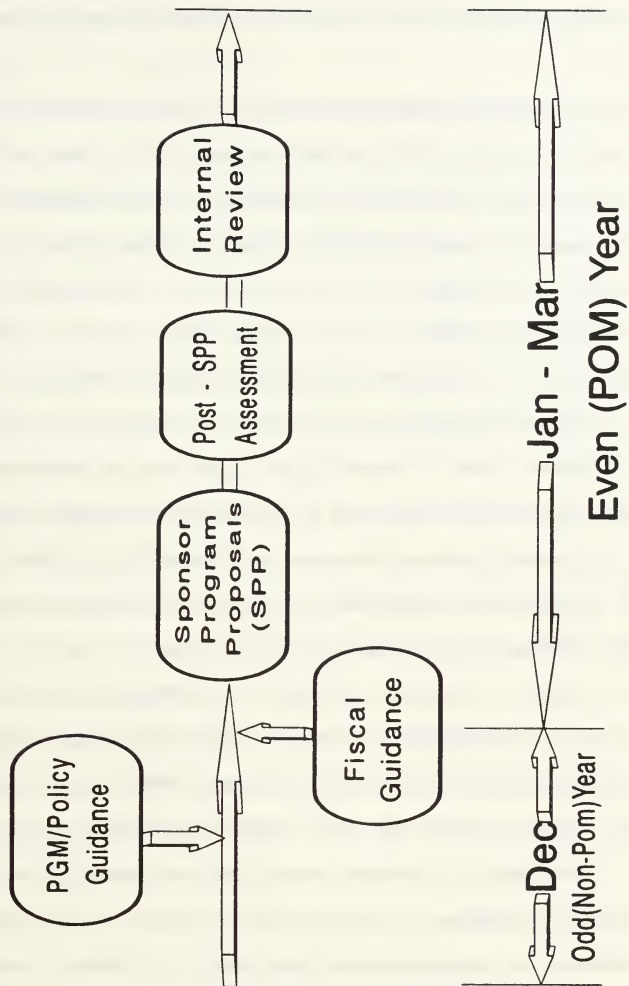 PGM/Policy
Guidance
Fiscal
Guidance
Sponsor
Program
Proposals
(SPP)
Post - SPP
Assessment
Internal
Review
Dec
Odd(Non-Pom)Year
Jan - Mar
Even (POM) Year